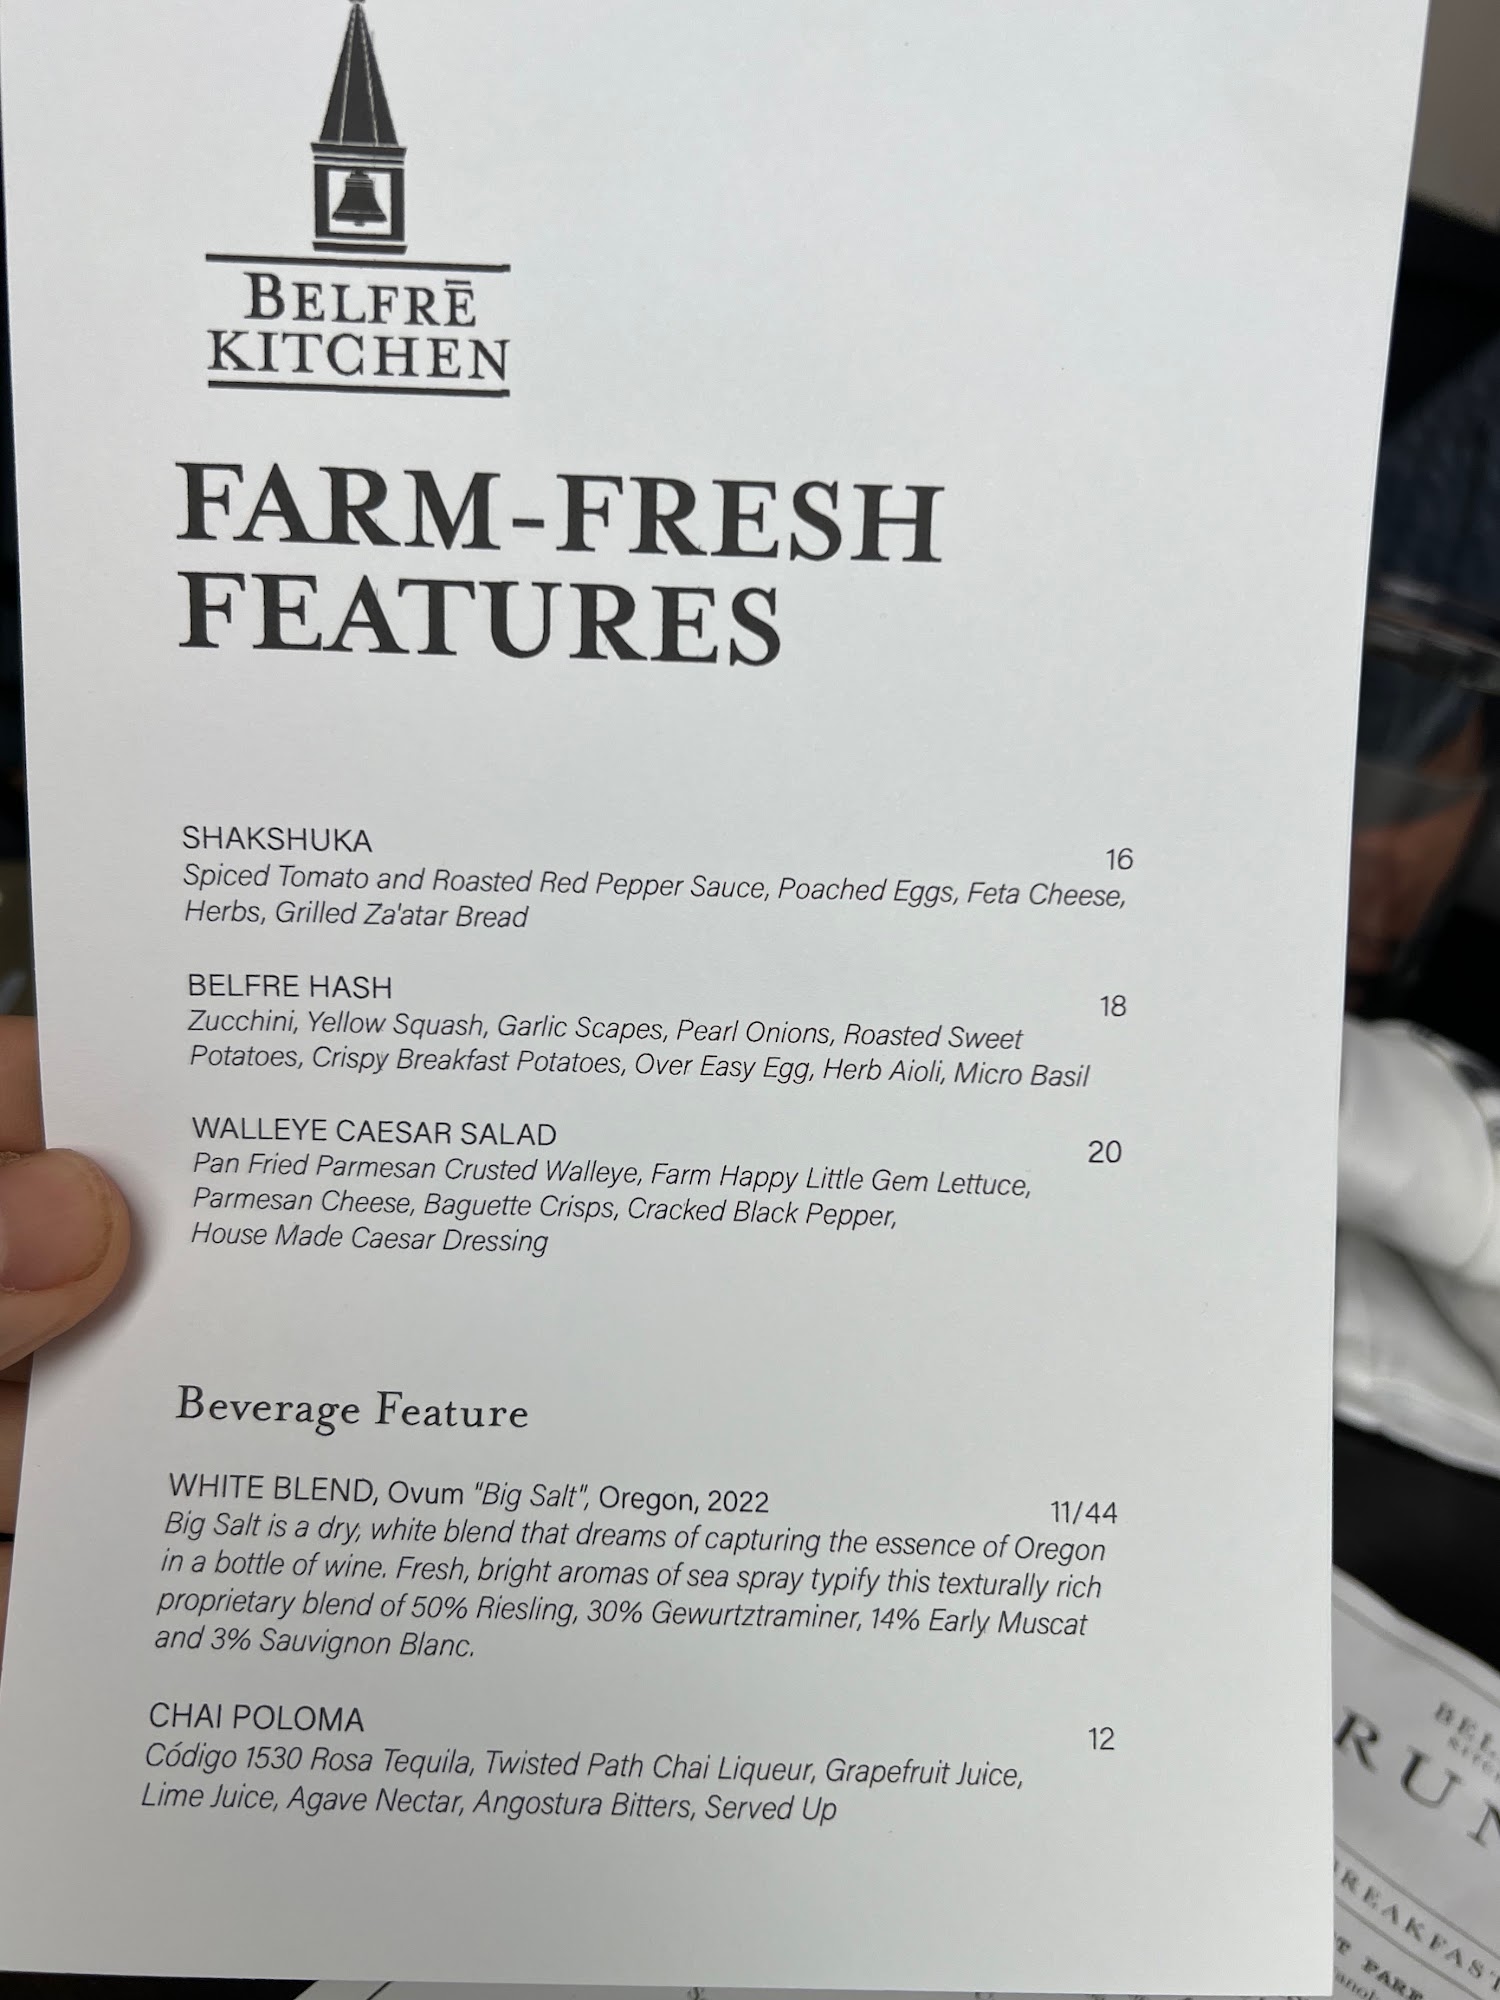 BELFRĒ
KITCHEN
FARM-FRESH
FEATURES
SHAKSHUKA 16
Spiced Tomato and Roasted Red Pepper Sauce, Poached Eggs, Feta Cheese,
Herbs, Grilled Za'atar Bread
BELFRE HASH 18
Zucchini, Yellow Squash, Garlic Scapes, Pearl Onions, Roasted Sweet
Potatoes, Crispy Breakfast Potatoes, Over Easy Egg, Herb Aioli, Micro Basil
WALLEYE CAESAR SALAD 20
Pan Fried Parmesan Crusted Walleye, Farm Happy Little Gem Lettuce,
Parmesan Cheese, Baguette Crisps, Cracked Black Pepper,
House Made Caesar Dressing
Beverage Feature
WHITE BLEND, Ovum "Big Salt", Oregon, 2022 11/44
Big Salt is a dry, white blend that dreams of capturing the essence of Oregon
in a bottle of wine. Fresh, bright aromas of sea spray typify this texturally rich
proprietary blend of 50% Riesling, 30% Gewurtztraminer, 14% Early Muscat
and 3% Sauvignon Blanc.
CHAI POLOMA 12
Código 1530 Rosa Tequila, Twisted Path Chai Liqueur, Grapefruit Juice,
Lime Juice, Agave Nectar, Angostura Bitters, Served Up
RUN
REAKFAST